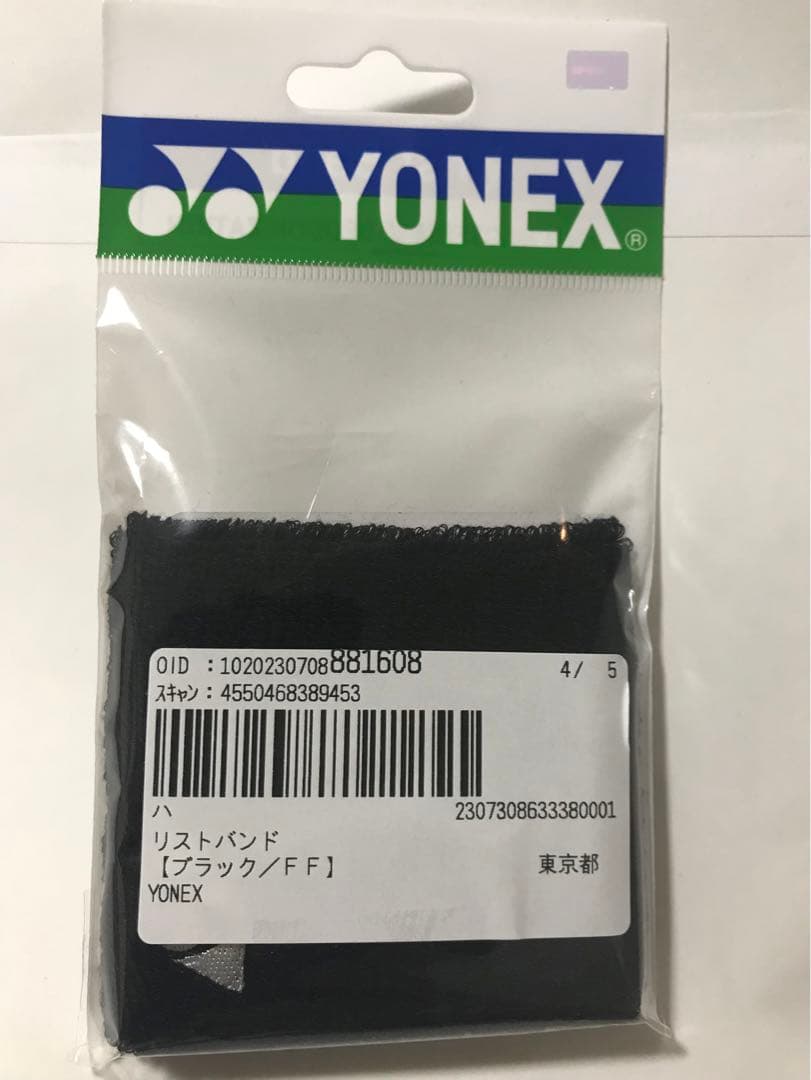 YONEX®
OID :1020230708881608 4/ 5
ｽｷｬﾝ:4550468389453
ハ 2307308633380001
リストバンド
【ブラック／ＦＦ】 東京都
YONEX